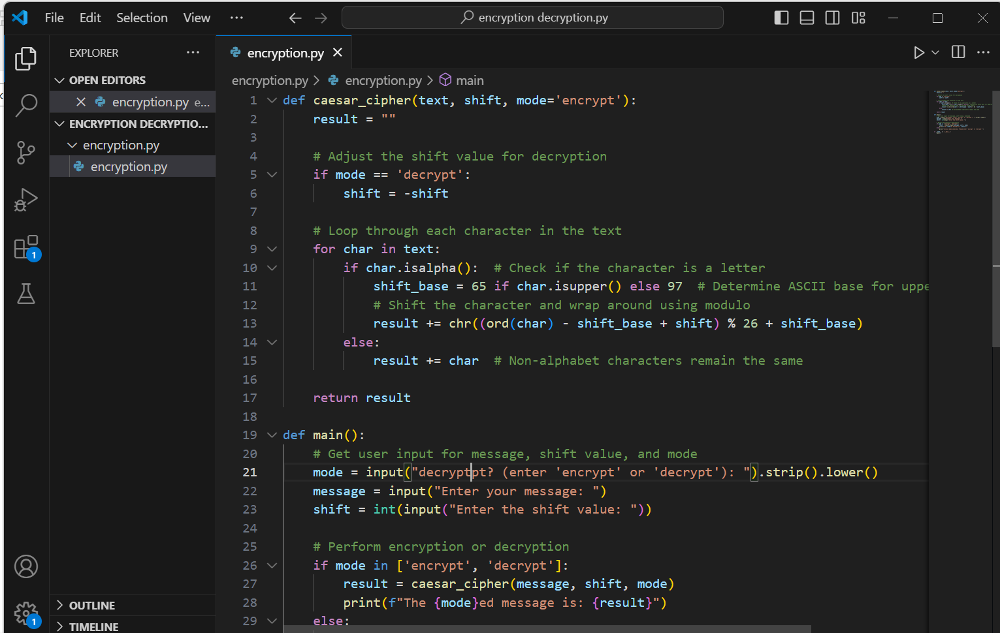 File Edit Selection View ··· encryption decryption.py
EXPLORER ···
OPEN EDITORS
encryption.py e...
ENCRYPTION DECRYPTIO...
encryption.py
encryption.py
1
1
OUTLINE
TIMELINE
encryption.py
encryption.py > encryption.py > main
1 def caesar_cipher(text, shift, mode='encrypt'):
2 result = ""
3
4 # Adjust the shift value for decryption
5 if mode == 'decrypt':
6 shift = -shift
7
8 # Loop through each character in the text
9 for char in text:
10 if char.isalpha():  # Check if the character is a letter
11 shift_base = 65 if char.isupper() else 97  # Determine ASCII base for uppe
12 # Shift the character and wrap around using modulo
13 result += chr((ord(char) - shift_base + shift) % 26 + shift_base)
14 else:
15 result += char  # Non-alphabet characters remain the same
16
17 return result
18
19 def main():
20 # Get user input for message, shift value, and mode
21 mode = input("decryptpt? (enter 'encrypt' or 'decrypt'): ").strip().lower()
22 message = input("Enter your message: ")
23 shift = int(input("Enter the shift value: "))
24
25 # Perform encryption or decryption
26 if mode in ['encrypt', 'decrypt']:
27 result = caesar_cipher(message, shift, mode)
28 print(f"The {mode}ed message is: {result}")
29 else: